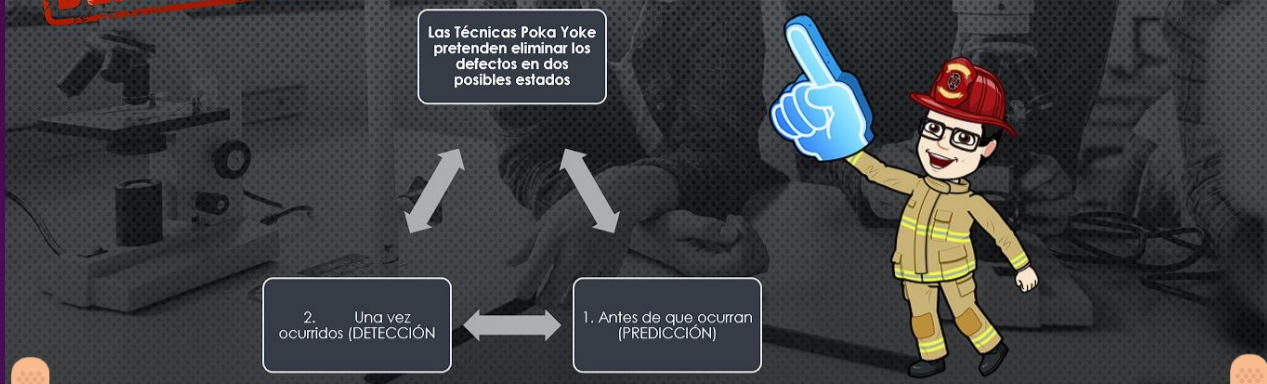 Las Técnicas Poka Yoke
pretenden eliminar los
defectos en dos
posibles estados
2. Una vez
ocurridos (DETECCIÓN
1. Antes de que ocurran
(PREDICCIÓN)